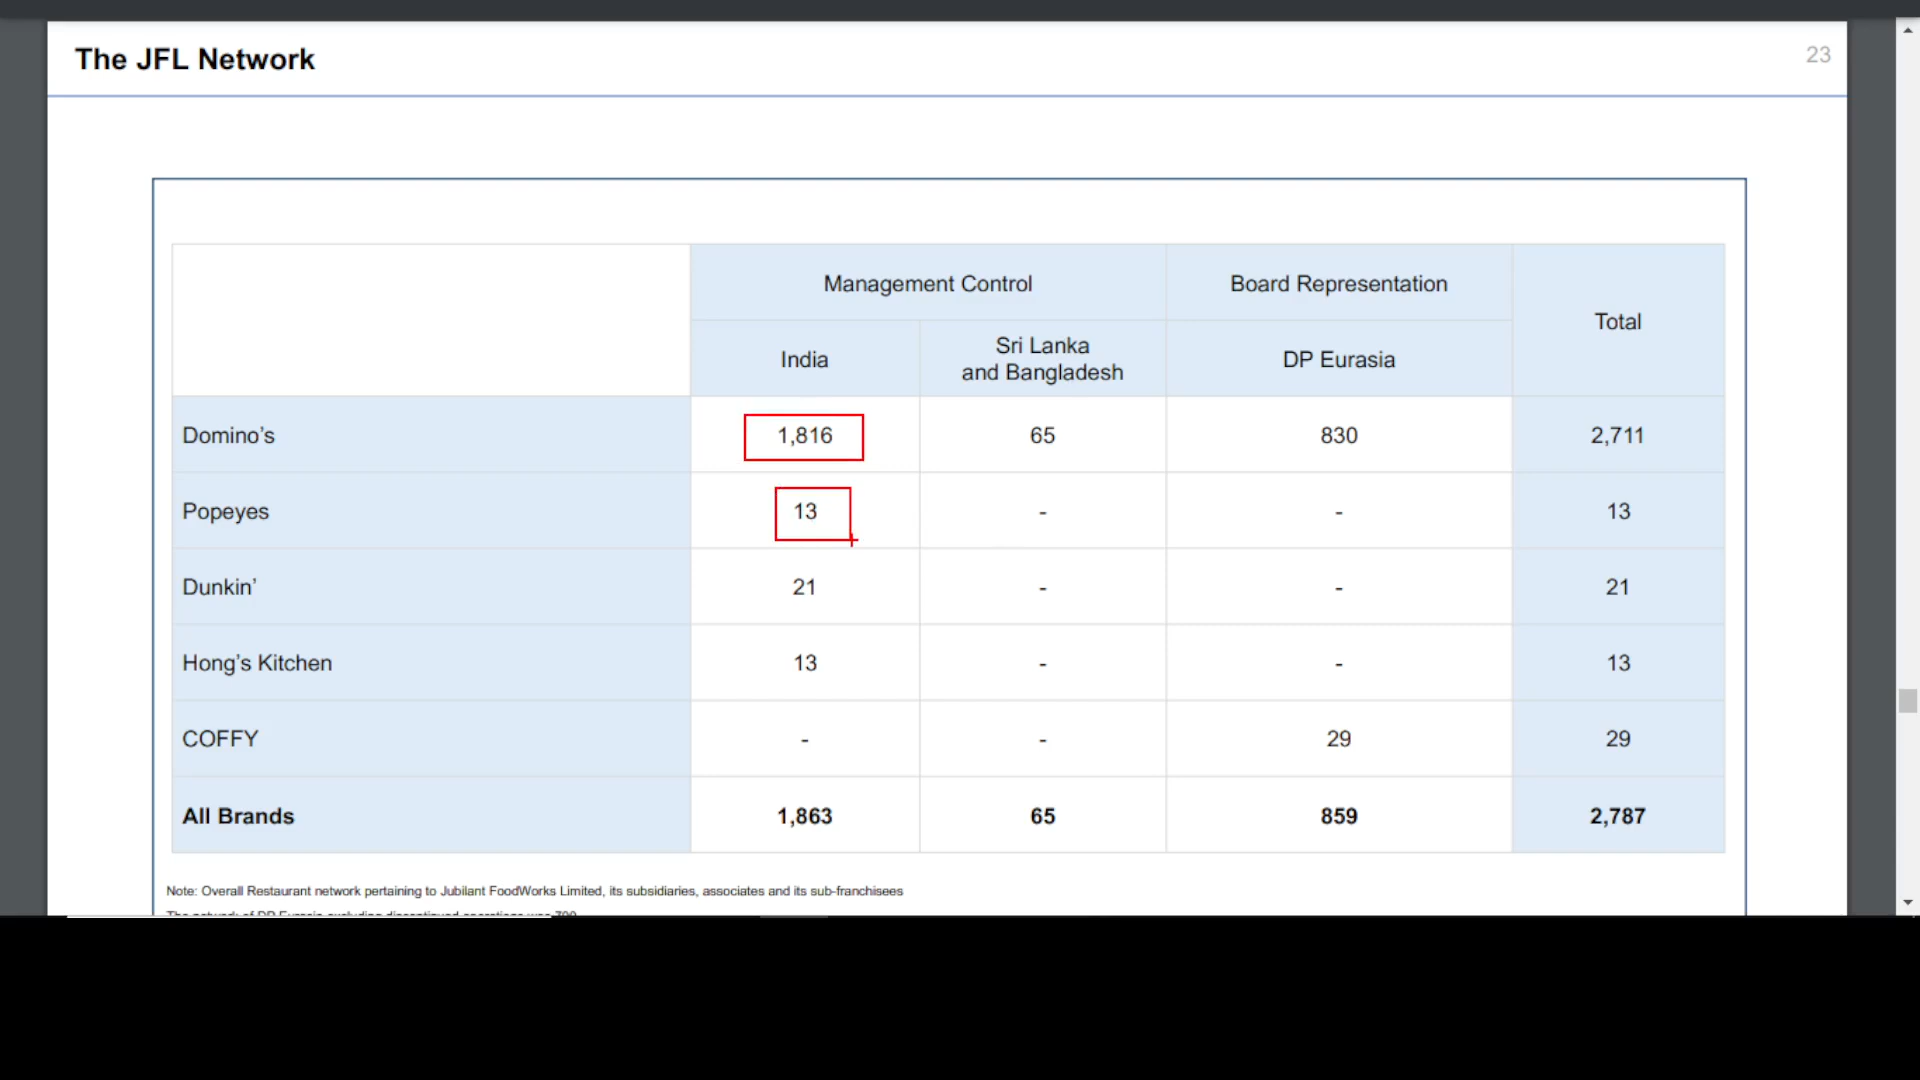 The JFL Network
23
Management Control Board Representation Total
India Sri Lanka and Bangladesh DP Eurasia
Domino’s 1,816 65 830 2,711
Popeyes 13 - - 13
Dunkin’ 21 - - 21
Hong’s Kitchen 13 - - 13
COFFY - - 29 29
All Brands 1,863 65 859 2,787
Note: Overall Restaurant network pertaining to Jubilant FoodWorks Limited, its subsidiaries, associates and its sub-franchisees